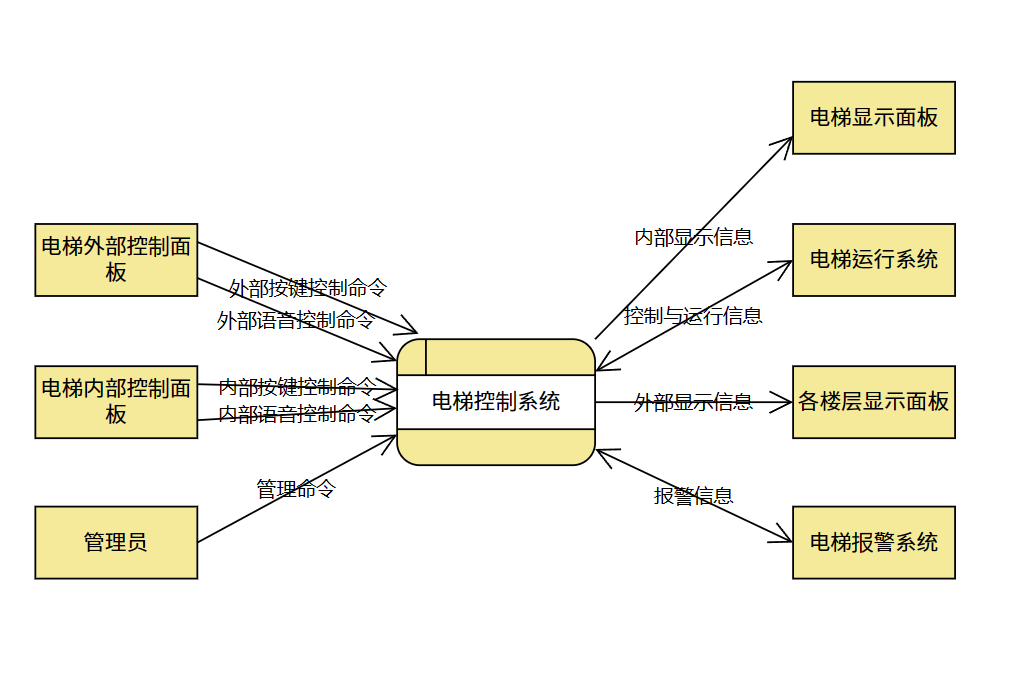 电梯显示面板
内部显示信息
电梯外部控制面
板
电梯运行系统
外部按键控制命令
外部语音控制命令
控制与运行信息
电梯内部控制面
板
内部按键控制命令
内部语音控制命令
电梯控制系统
外部显示信息
各楼层显示面板
管理命令
报警信息
管理员
电梯报警系统